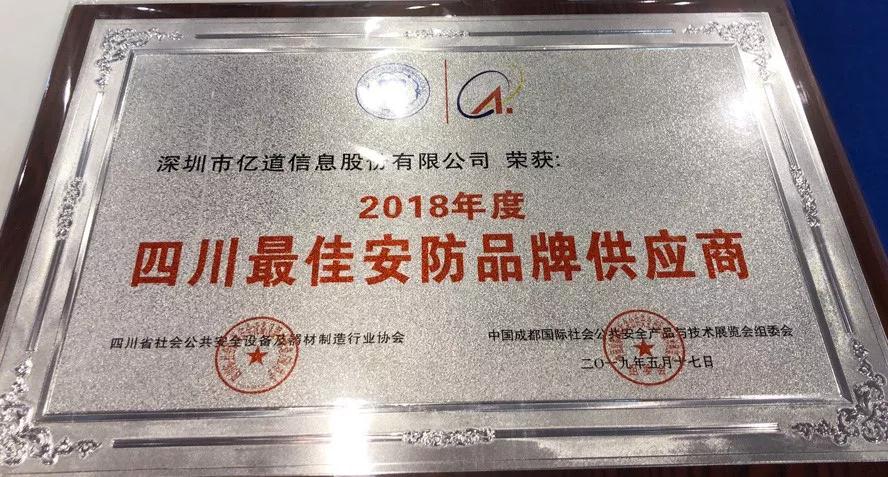 深圳市亿道信息股份有限公司 荣获:
2018年度
四川最佳安防品牌供应商
四川省社会公共安全设备及器材制造行业协会
中国成都国际社会公共安全产品与技术展览会组委会
二〇一九年五月十七日